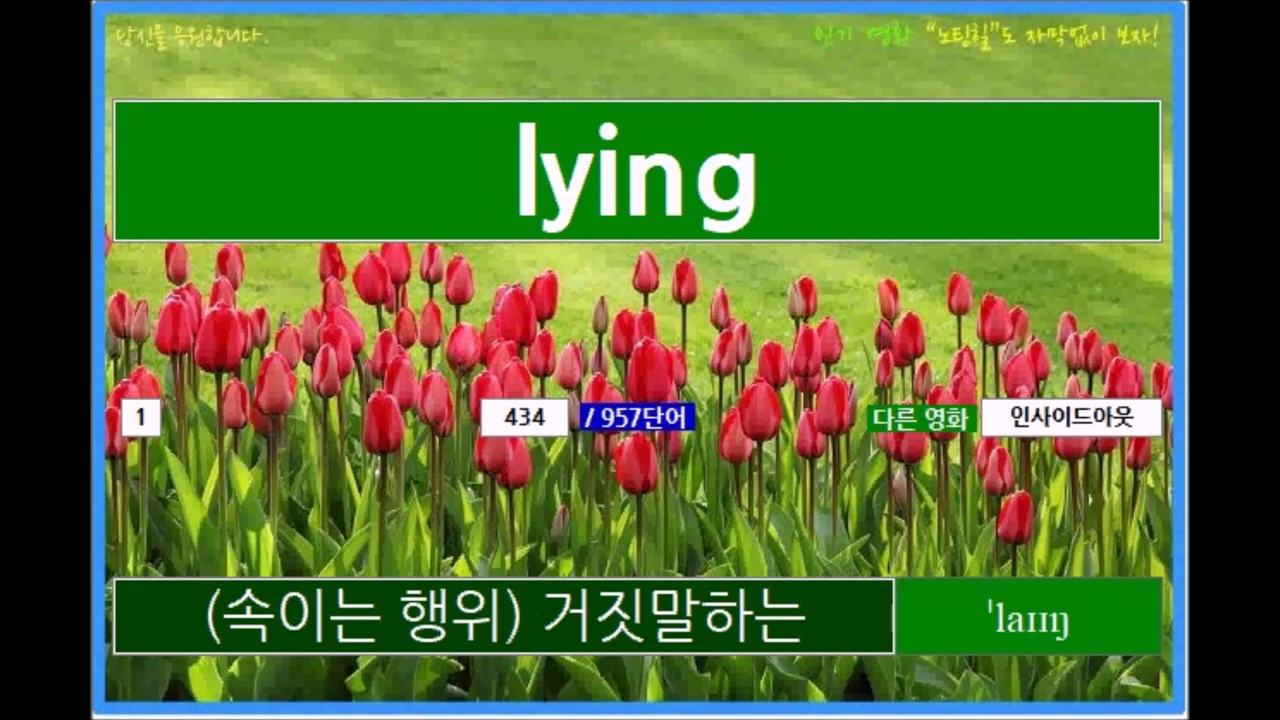 당신을 응원합니다.
인기 영화 "노팅힐"도 자막없이 보자!
lying
1
434 / 957단어
다른 영화 인사이드아웃
(속이는 행위) 거짓말하는
ˈlaɪɪŋ